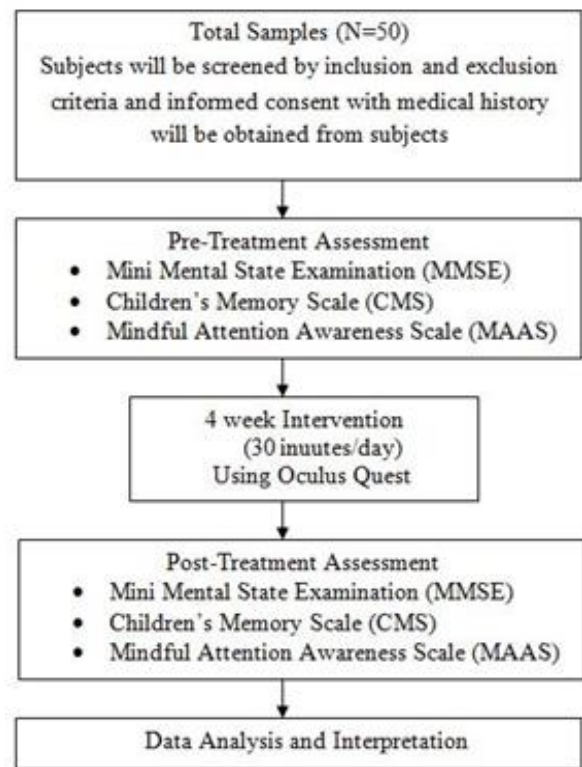 Total Samples (N=50)
Subjects will be screened by inclusion and exclusion
criteria and informed consent with medical history
will be obtained from subjects
Pre-Treatment Assessment
• Mini Mental State Examination (MMSE)
• Children's Memory Scale (CMS)
• Mindful Attention Awareness Scale (MAAS)
4 week Intervention
(30 inuutes/day)
Using Oculus Quest
Post-Treatment Assessment
• Mini Mental State Examination (MMSE)
• Children's Memory Scale (CMS)
• Mindful Attention Awareness Scale (MAAS)
Data Analysis and Interpretation